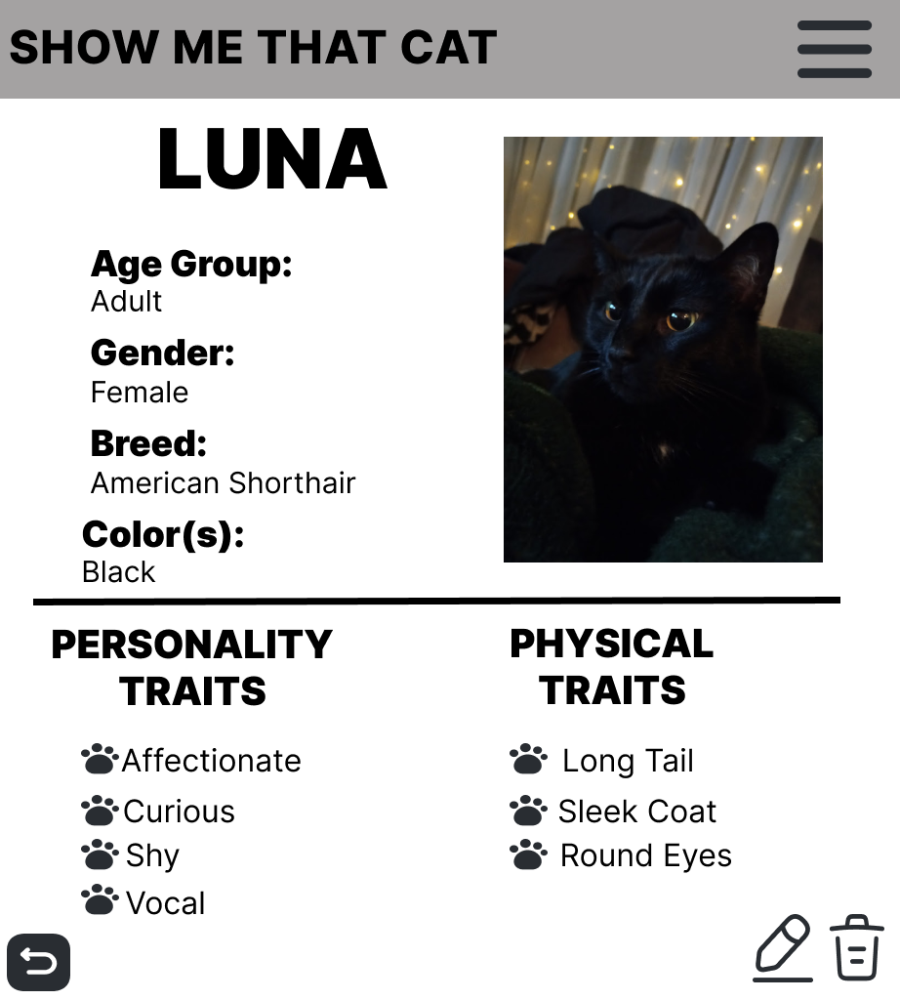 SHOW ME THAT CAT
LUNA
Age Group:
Adult
Gender:
Female
Breed:
American Shorthair
Color(s):
Black
PERSONALITY
TRAITS
Affectionate
Curious
Shy
Vocal
PHYSICAL
TRAITS
Long Tail
Sleek Coat
Round Eyes